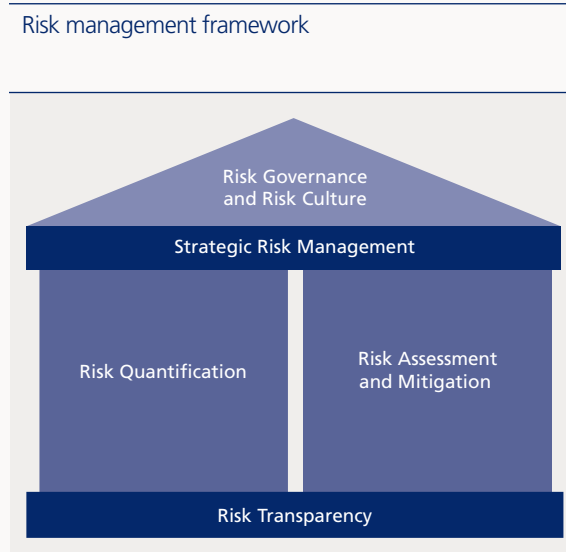 Risk management framework
Risk Governance
and Risk Culture
Strategic Risk Management
Risk Quantification
Risk Assessment
and Mitigation
Risk Transparency